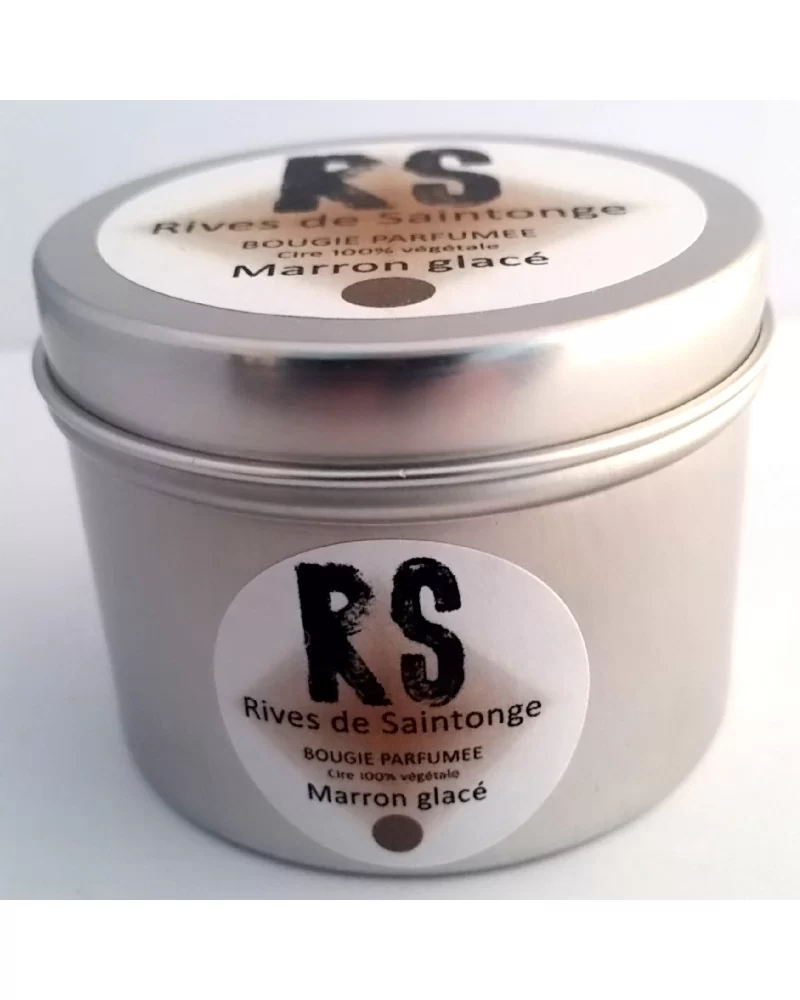 RS
Rives de Saintonge
BOUGIE PARFUMEE
Cire 100% végétale
Marron glacé
RS
Rives de Saintonge
BOUGIE PARFUMEE
Cire 100% végétale
Marron glacé